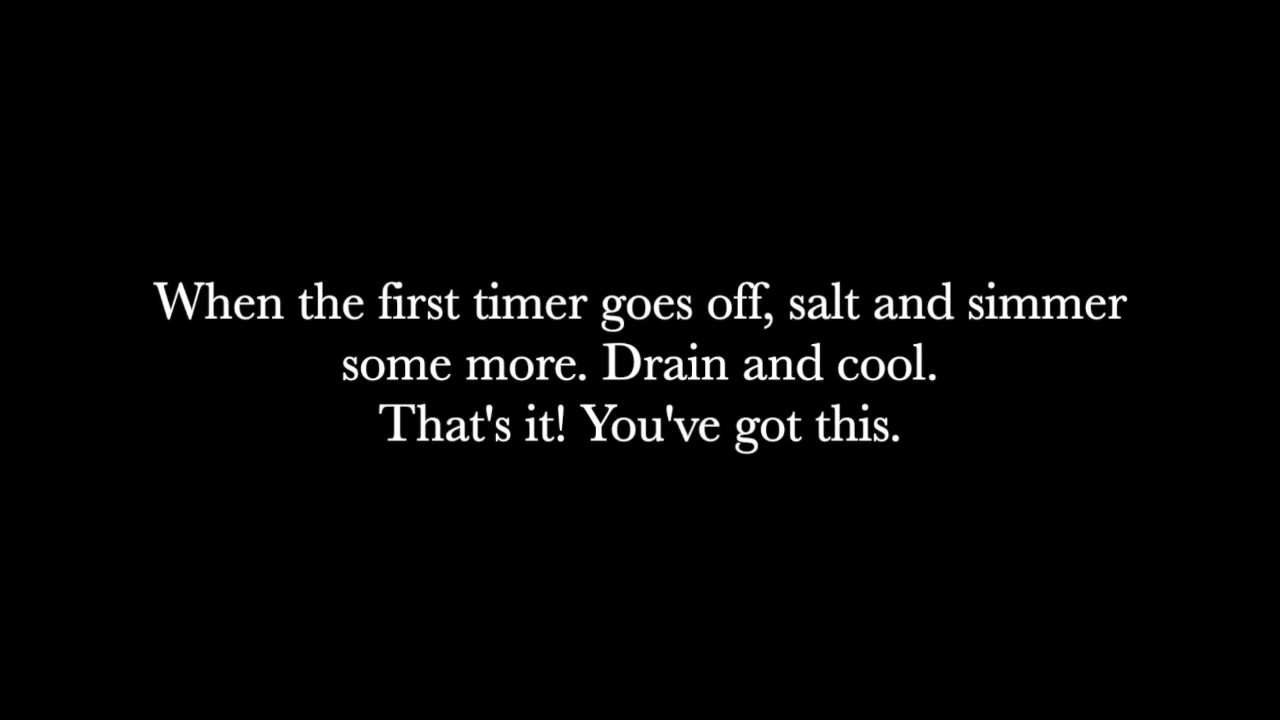 When the first timer goes off, salt and simmer
some more. Drain and cool.
That's it! You've got this.